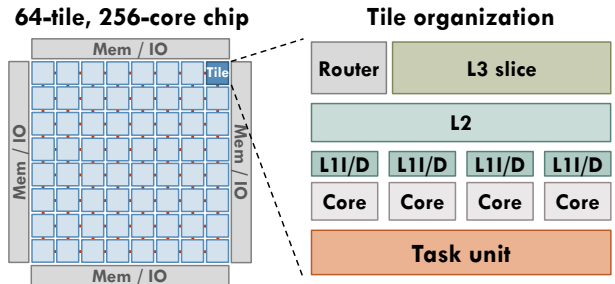 64-tile, 256-core chip
Mem / IO
Mem / IO
Tile
Mem / IO
Mem / IO
Tile organization
Router
L3 slice
L2
L1I/D L1I/D L1I/D L1I/D
Core Core Core Core
Task unit